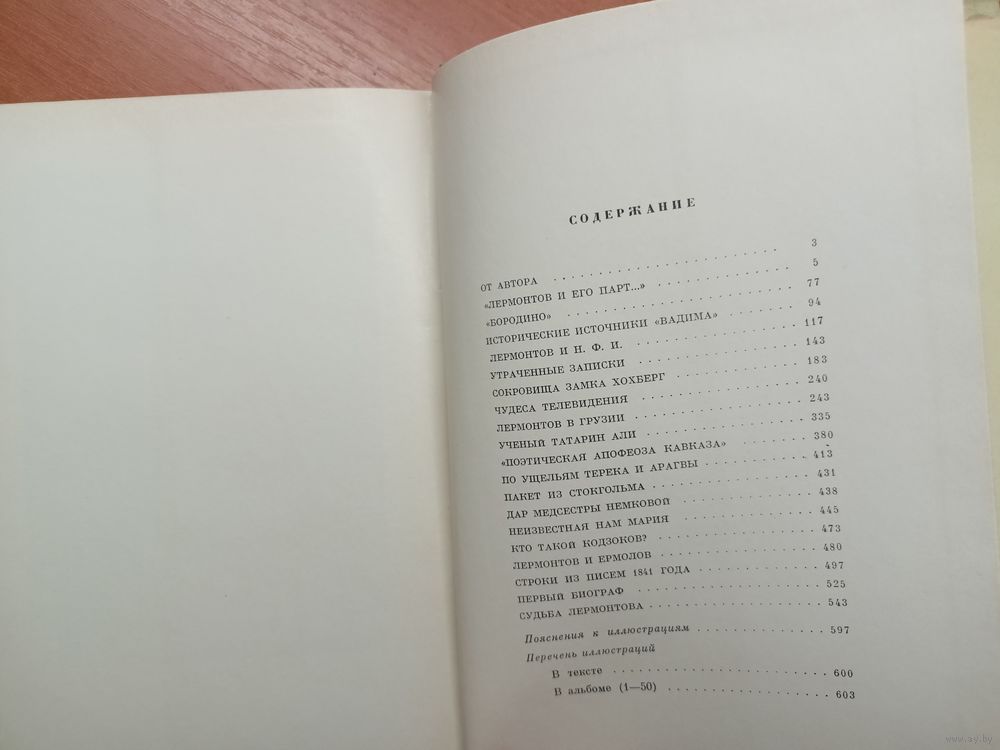 СОДЕРЖАНИЕ
ОТ АВТОРА . . . . . . . . . . . . . . . . . . . . . . 3
«ЛЕРМОНТОВ И ЕГО ПАРТ...» . . . . . . . . . . . . 5
«БОРОДИНО» . . . . . . . . . . . . . . . . . . . . 77
ИСТОРИЧЕСКИЕ ИСТОЧНИКИ «ВАДИМА» . . . . . . . 94
ЛЕРМОНТОВ И Н. Ф. И. . . . . . . . . . . . . . . . 117
УТРАЧЕННЫЕ ЗАПИСКИ . . . . . . . . . . . . . . . 143
СОКРОВИЩА ЗАМКА ХОХБЕРГ . . . . . . . . . . . . 183
ЧУДЕСА ТЕЛЕВИДЕНИЯ . . . . . . . . . . . . . . . 240
ЛЕРМОНТОВ В ГРУЗИИ . . . . . . . . . . . . . . . 243
УЧЕНЫЙ ТАТАРИН АЛИ . . . . . . . . . . . . . . . 335
«ПОЭТИЧЕСКАЯ АПОФЕОЗА КАВКАЗА» . . . . . . . . 380
ПО УЩЕЛЬЯМ ТЕРЕКА И АРАГВЫ . . . . . . . . . . . 413
ПАКЕТ ИЗ СТОКГОЛЬМА . . . . . . . . . . . . . . . 431
ДАР МЕДСЕСТРЫ НЕМКОВОЙ . . . . . . . . . . . . . 438
НЕИЗВЕСТНАЯ НАМ МАРИЯ . . . . . . . . . . . . . . 445
КТО ТАКОЙ КОДЗОКОВ? . . . . . . . . . . . . . . . 473
ЛЕРМОНТОВ И ЕРМОЛОВ . . . . . . . . . . . . . . . 480
СТРОКИ ИЗ ПИСЕМ 1841 ГОДА . . . . . . . . . . . . 497
ПЕРВЫЙ БИОГРАФ . . . . . . . . . . . . . . . . . . 525
СУДЬБА ЛЕРМОНТОВА . . . . . . . . . . . . . . . . 543
Пояснения к иллюстрациям . . . . . . . . . . . . . 597
Перечень иллюстраций
В тексте . . . . . . . . . . . . . . . . . . . . . 600
В альбоме (1—50) . . . . . . . . . . . . . . . . . 603
www.ay.by